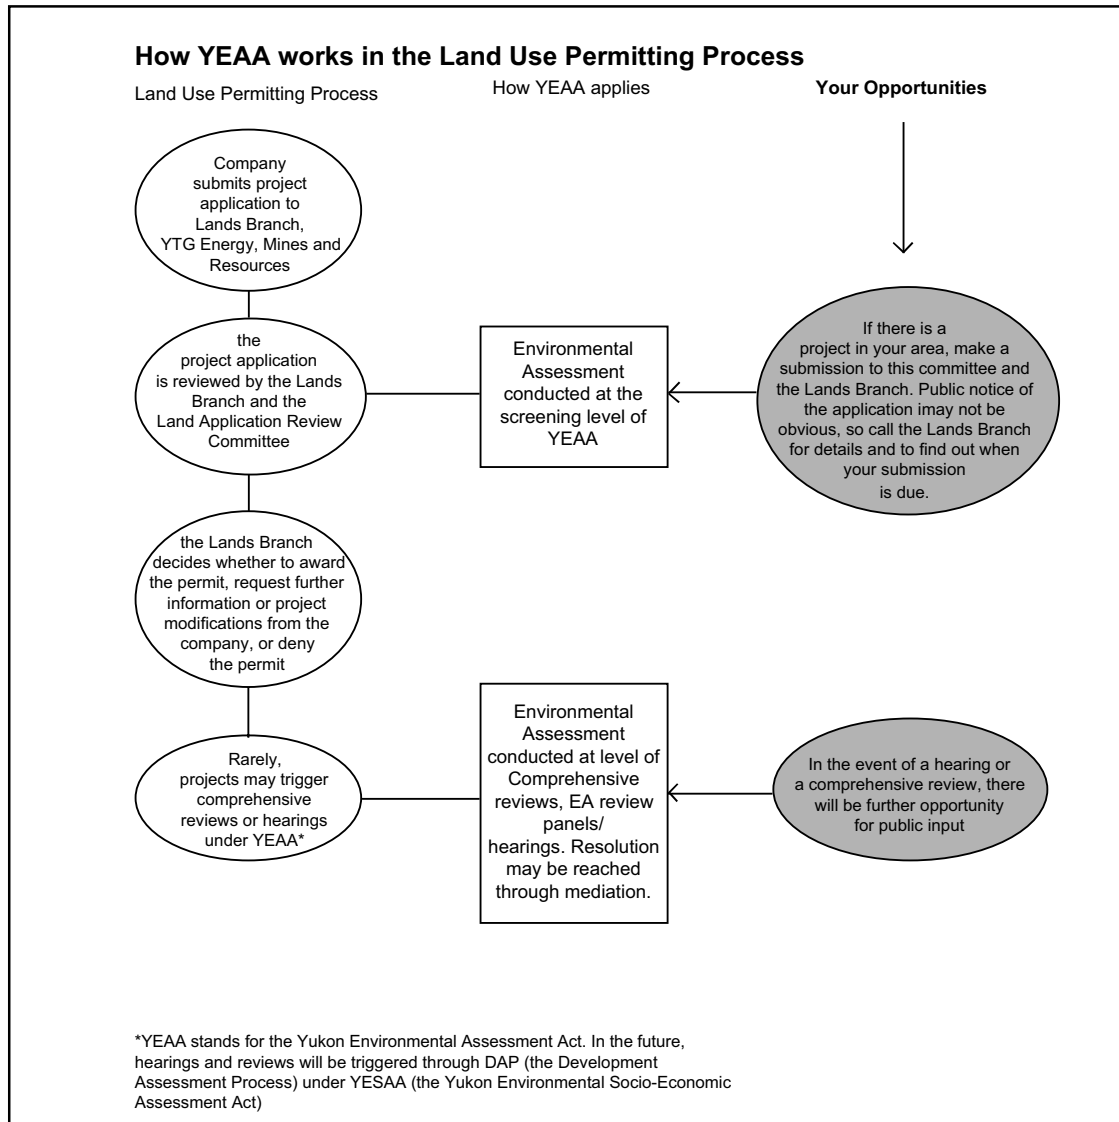 How YEAA works in the Land Use Permitting Process
Land Use Permitting Process
How YEAA applies
Your Opportunities
Company
submits project
application to
Lands Branch,
YTG Energy, Mines and
Resources
the
project application
is reviewed by the Lands
Branch and the
Land Application Review
Committee
Environmental
Assessment
conducted at the
screening level of
YEAA
If there is a
project in your area, make a
submission to this committee and
the Lands Branch. Public notice of
the application imay not be
obvious, so call the Lands Branch
for details and to find out when
your submission
is due.
the Lands Branch
decides whether to award
the permit, request further
information or project
modifications from the
company, or deny
the permit
Rarely,
projects may trigger
comprehensive
reviews or hearings
under YEAA*
Environmental
Assessment
conducted at level of
Comprehensive
reviews, EA review
panels/
hearings. Resolution
may be reached
through mediation.
In the event of a hearing or
a comprehensive review, there
will be further opportunity
for public input
*YEAA stands for the Yukon Environmental Assessment Act. In the future,
hearings and reviews will be triggered through DAP (the Development
Assessment Process) under YESAA (the Yukon Environmental Socio-Economic
Assessment Act)